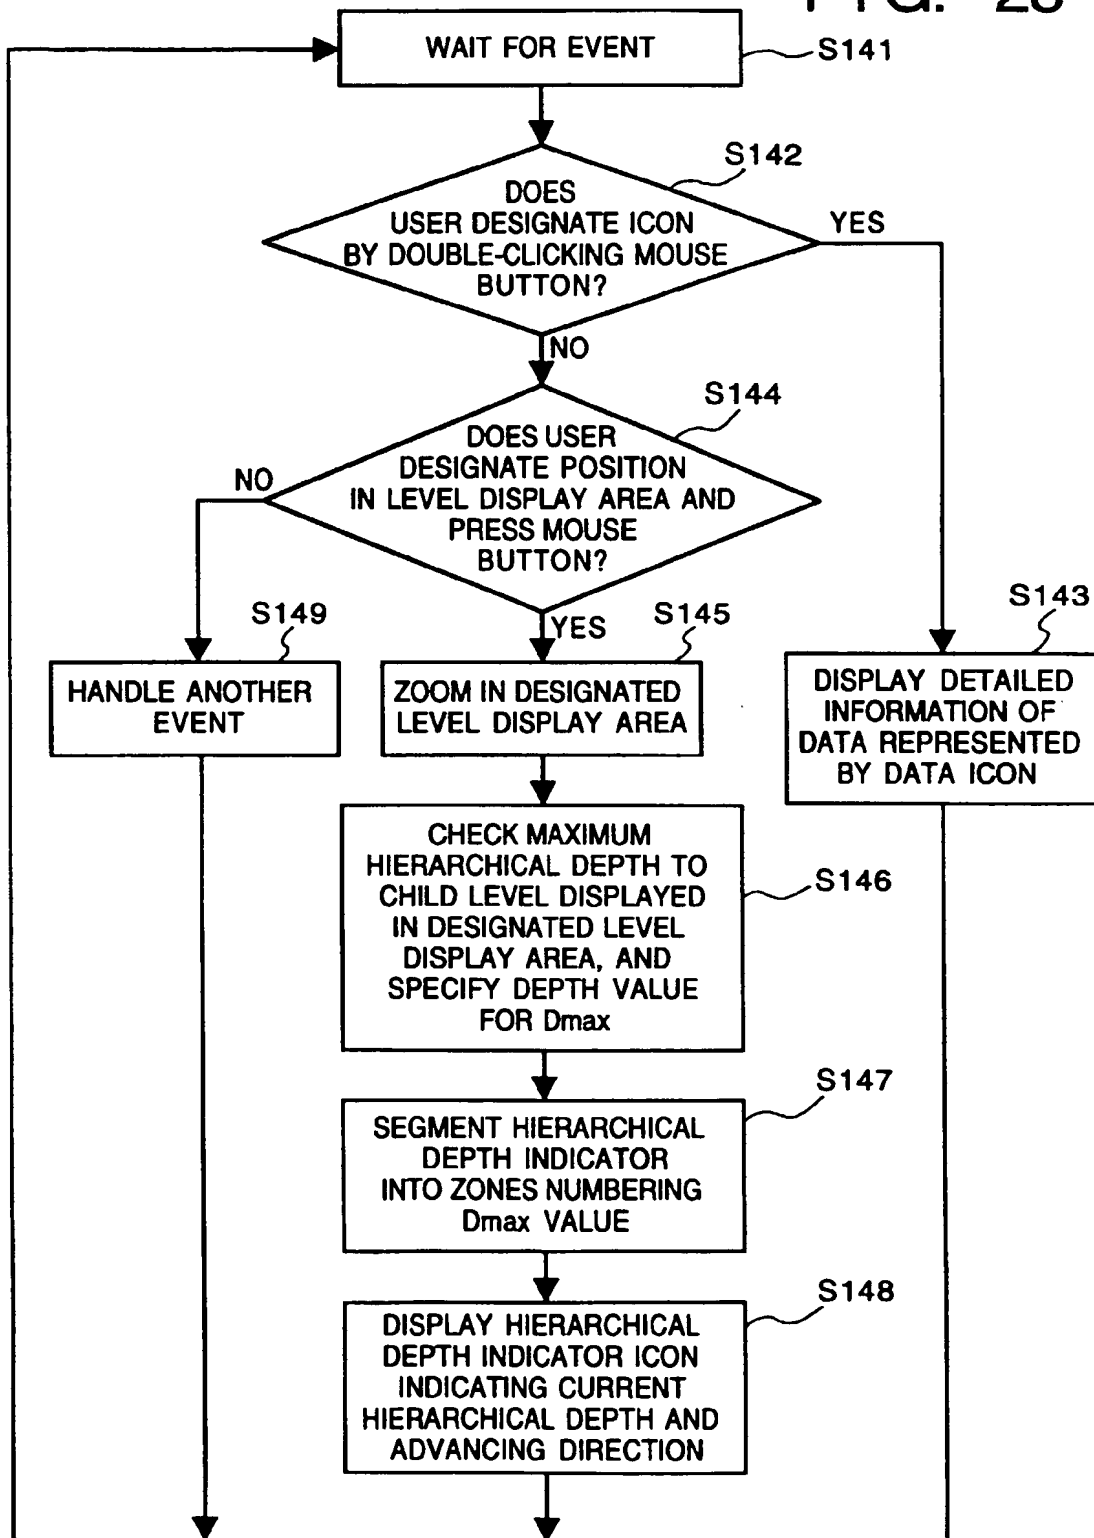 FIG. 28
WAIT FOR EVENT
S141
S142
DOES
USER DESIGNATE ICON
BY DOUBLE-CLICKING MOUSE
BUTTON?
YES
NO
S144
DOES USER
DESIGNATE POSITION
IN LEVEL DISPLAY AREA AND
PRESS MOUSE
BUTTON?
NO
YES
S149
HANDLE ANOTHER
EVENT
S145
ZOOM IN DESIGNATED
LEVEL DISPLAY AREA
S143
DISPLAY DETAILED
INFORMATION OF
DATA REPRESENTED
BY DATA ICON
CHECK MAXIMUM
HIERARCHICAL DEPTH TO
CHILD LEVEL DISPLAYED
IN DESIGNATED LEVEL
DISPLAY AREA, AND
SPECIFY DEPTH VALUE
FOR Dmax
S146
S147
SEGMENT HIERARCHICAL
DEPTH INDICATOR
INTO ZONES NUMBERING
Dmax VALUE
S148
DISPLAY HIERARCHICAL
DEPTH INDICATOR ICON
INDICATING CURRENT
HIERARCHICAL DEPTH AND
ADVANCING DIRECTION